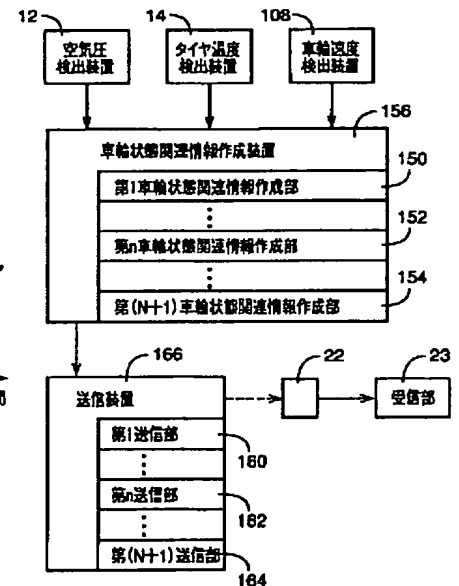 12
14
108
空気圧
検出装置
タイヤ温度
検出装置
車輪速度
検出装置
156
車輪状態関連情報作成装置
第1車輪状態関連情報作成部
150
第n車輪状態関連情報作成部
152
第(N+1)車輪状態関連情報作成部
154
166
送信装置
22
23
受信部
第1送信部
160
第n送信部
162
第(N+1)送信部
164